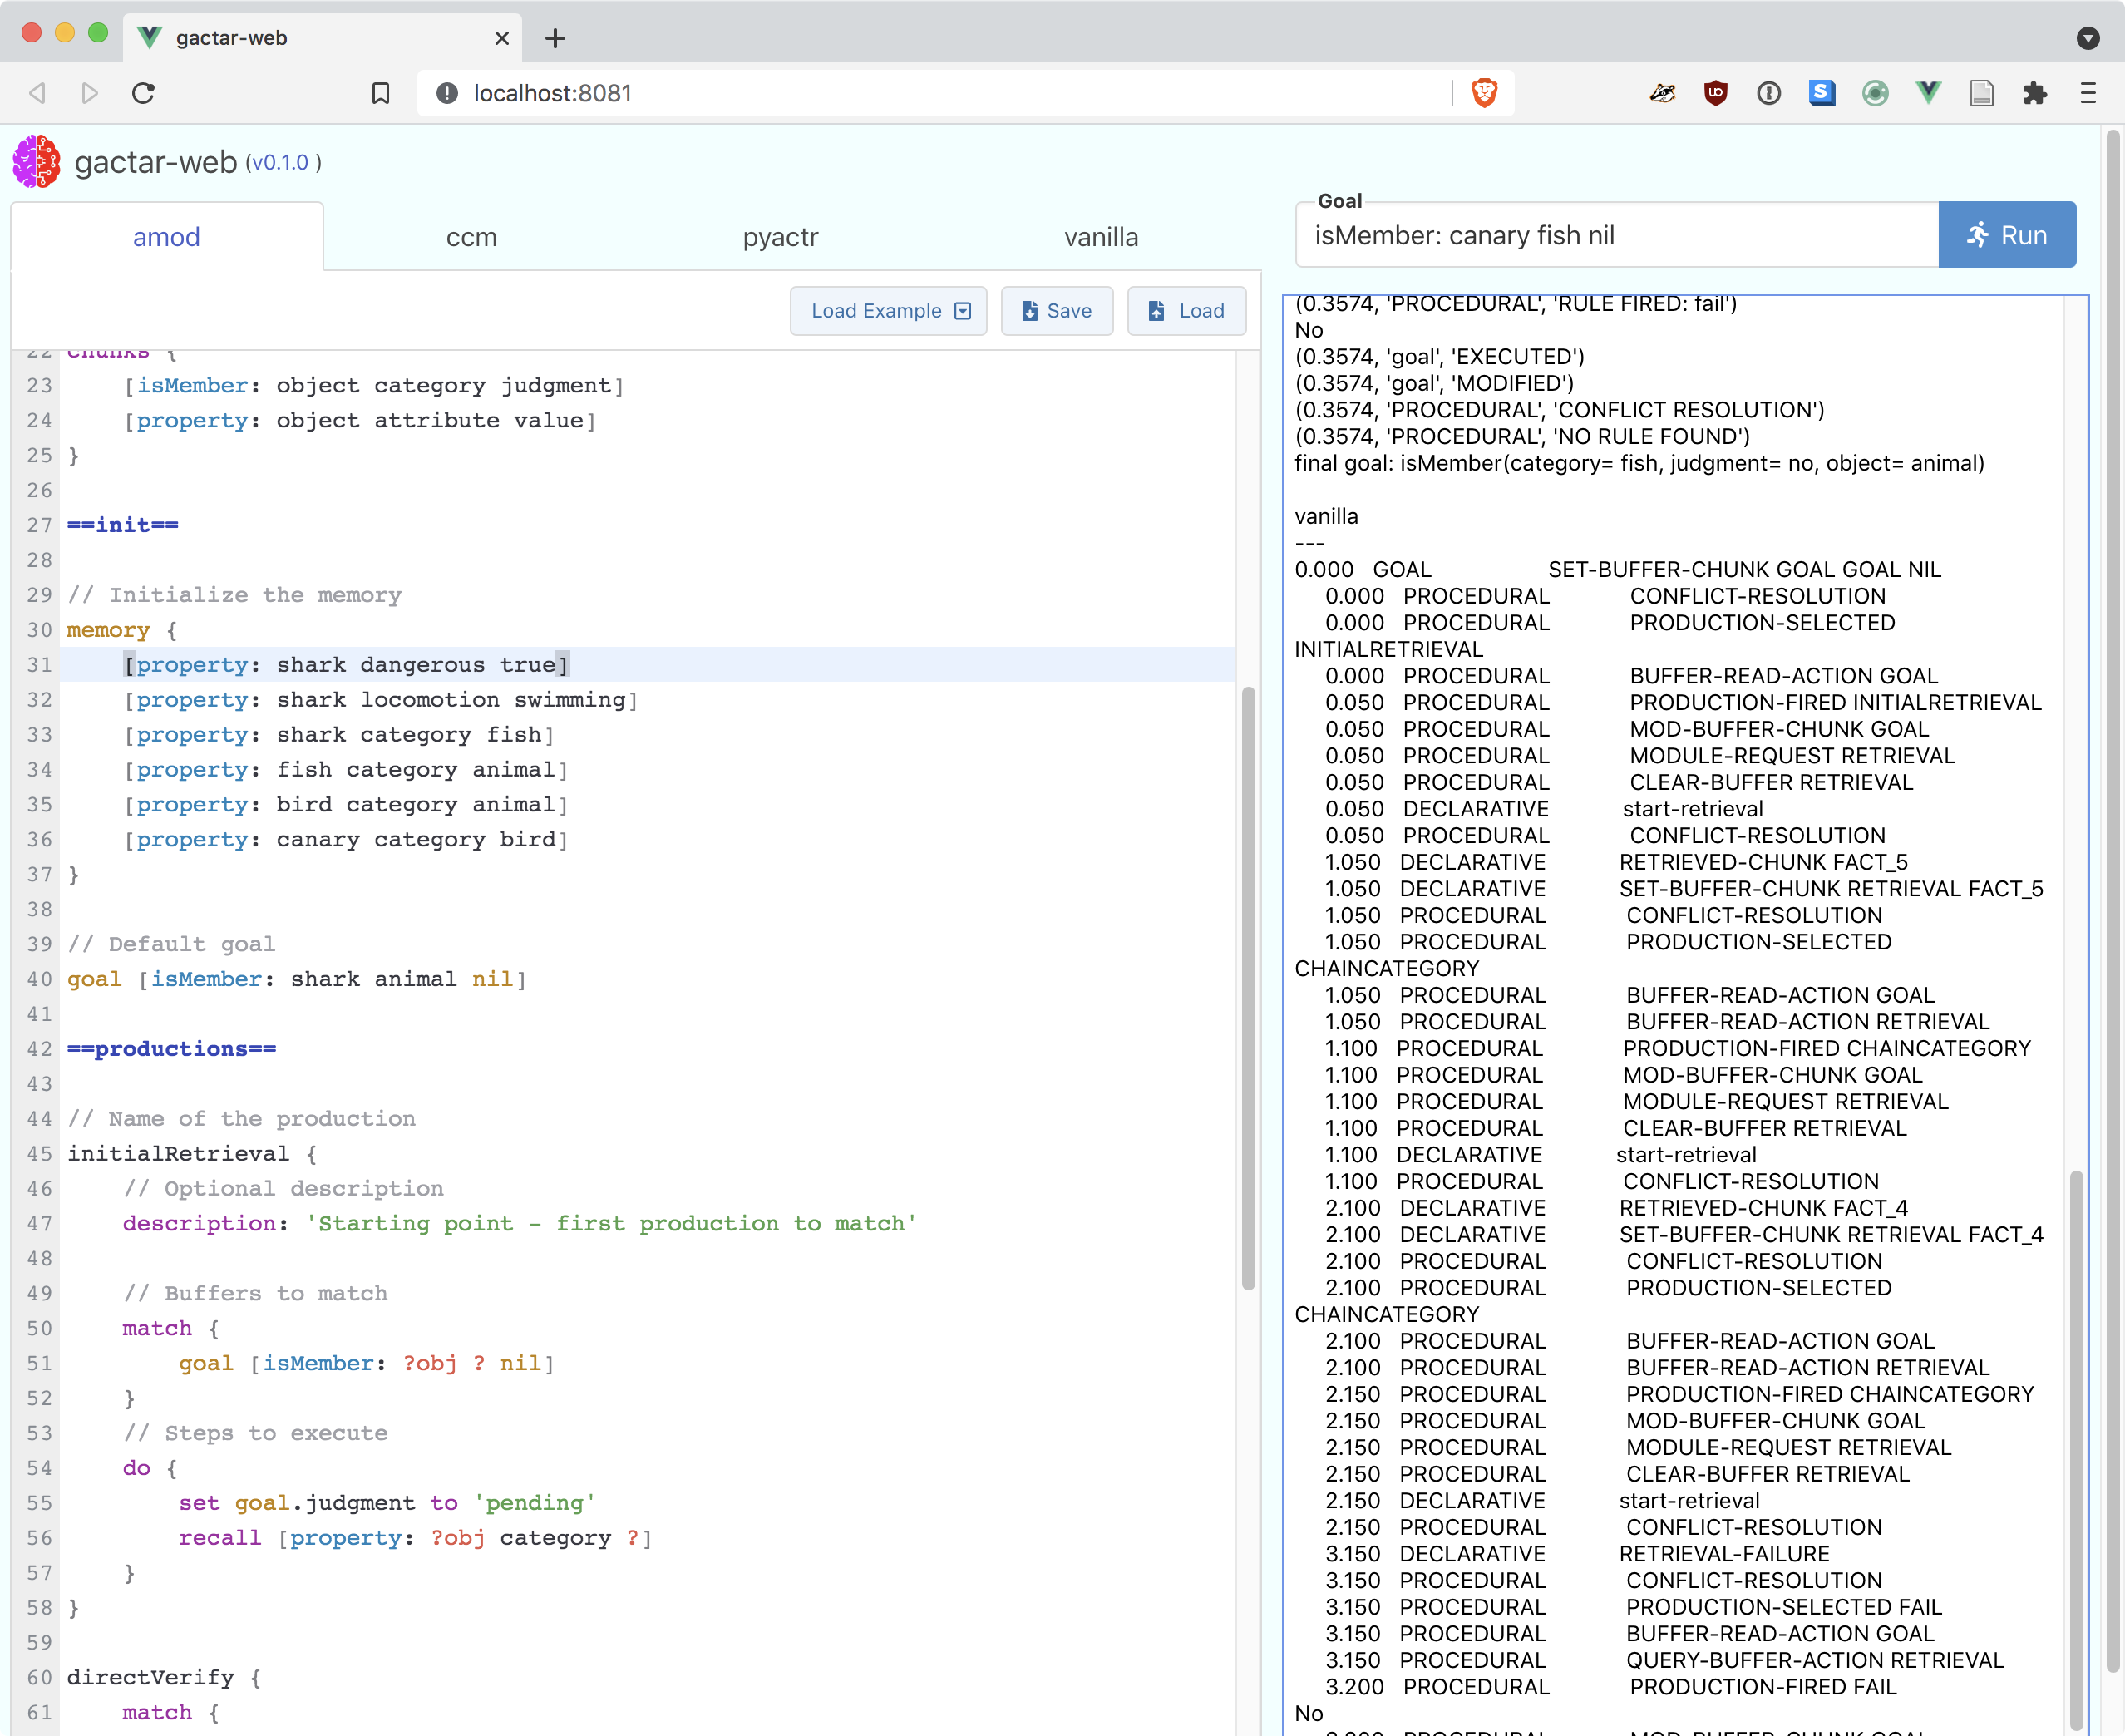 gactar-web
localhost:8081
gactar-web (v0.1.0 )
amod ccm pyactr vanilla
Load Example Save Load
22 chunks {
23 [isMember: object category judgment]
24 [property: object attribute value]
25 }
26
27 ==init==
28
29 // Initialize the memory
30 memory {
31 [property: shark dangerous true]
32 [property: shark locomotion swimming]
33 [property: shark category fish]
34 [property: fish category animal]
35 [property: bird category animal]
36 [property: canary category bird]
37 }
38
39 // Default goal
40 goal [isMember: shark animal nil]
41
42 ==productions==
43
44 // Name of the production
45 initialRetrieval {
46 // Optional description
47 description: 'Starting point - first production to match'
48
49 // Buffers to match
50 match {
51 goal [isMember: ?obj ? nil]
52 }
53 // Steps to execute
54 do {
55 set goal.judgment to 'pending'
56 recall [property: ?obj category ?]
57 }
58 }
59
60 directVerify {
61 match {
Goal
isMember: canary fish nil
Run
(0.3574, 'PROCEDURAL', 'RULE FIRED: fail')
No
(0.3574, 'goal', 'EXECUTED')
(0.3574, 'goal', 'MODIFIED')
(0.3574, 'PROCEDURAL', 'CONFLICT RESOLUTION')
(0.3574, 'PROCEDURAL', 'NO RULE FOUND')
final goal: isMember(category= fish, judgment= no, object= animal)
vanilla
---
0.000 GOAL SET-BUFFER-CHUNK GOAL GOAL NIL
0.000 PROCEDURAL CONFLICT-RESOLUTION
0.000 PROCEDURAL PRODUCTION-SELECTED
INITIALRETRIEVAL
0.000 PROCEDURAL BUFFER-READ-ACTION GOAL
0.050 PROCEDURAL PRODUCTION-FIRED INITIALRETRIEVAL
0.050 PROCEDURAL MOD-BUFFER-CHUNK GOAL
0.050 PROCEDURAL MODULE-REQUEST RETRIEVAL
0.050 PROCEDURAL CLEAR-BUFFER RETRIEVAL
0.050 DECLARATIVE start-retrieval
0.050 PROCEDURAL CONFLICT-RESOLUTION
1.050 DECLARATIVE RETRIEVED-CHUNK FACT_5
1.050 DECLARATIVE SET-BUFFER-CHUNK RETRIEVAL FACT_5
1.050 PROCEDURAL CONFLICT-RESOLUTION
1.050 PROCEDURAL PRODUCTION-SELECTED
CHAINCATEGORY
1.050 PROCEDURAL BUFFER-READ-ACTION GOAL
1.050 PROCEDURAL BUFFER-READ-ACTION RETRIEVAL
1.100 PROCEDURAL PRODUCTION-FIRED CHAINCATEGORY
1.100 PROCEDURAL MOD-BUFFER-CHUNK GOAL
1.100 PROCEDURAL MODULE-REQUEST RETRIEVAL
1.100 PROCEDURAL CLEAR-BUFFER RETRIEVAL
1.100 DECLARATIVE start-retrieval
1.100 PROCEDURAL CONFLICT-RESOLUTION
2.100 DECLARATIVE RETRIEVED-CHUNK FACT_4
2.100 DECLARATIVE SET-BUFFER-CHUNK RETRIEVAL FACT_4
2.100 PROCEDURAL CONFLICT-RESOLUTION
2.100 PROCEDURAL PRODUCTION-SELECTED
CHAINCATEGORY
2.100 PROCEDURAL BUFFER-READ-ACTION GOAL
2.100 PROCEDURAL BUFFER-READ-ACTION RETRIEVAL
2.150 PROCEDURAL PRODUCTION-FIRED CHAINCATEGORY
2.150 PROCEDURAL MOD-BUFFER-CHUNK GOAL
2.150 PROCEDURAL MODULE-REQUEST RETRIEVAL
2.150 PROCEDURAL CLEAR-BUFFER RETRIEVAL
2.150 DECLARATIVE start-retrieval
2.150 PROCEDURAL CONFLICT-RESOLUTION
3.150 DECLARATIVE RETRIEVAL-FAILURE
3.150 PROCEDURAL CONFLICT-RESOLUTION
3.150 PROCEDURAL PRODUCTION-SELECTED FAIL
3.150 PROCEDURAL BUFFER-READ-ACTION GOAL
3.150 PROCEDURAL QUERY-BUFFER-ACTION RETRIEVAL
3.200 PROCEDURAL PRODUCTION-FIRED FAIL
No